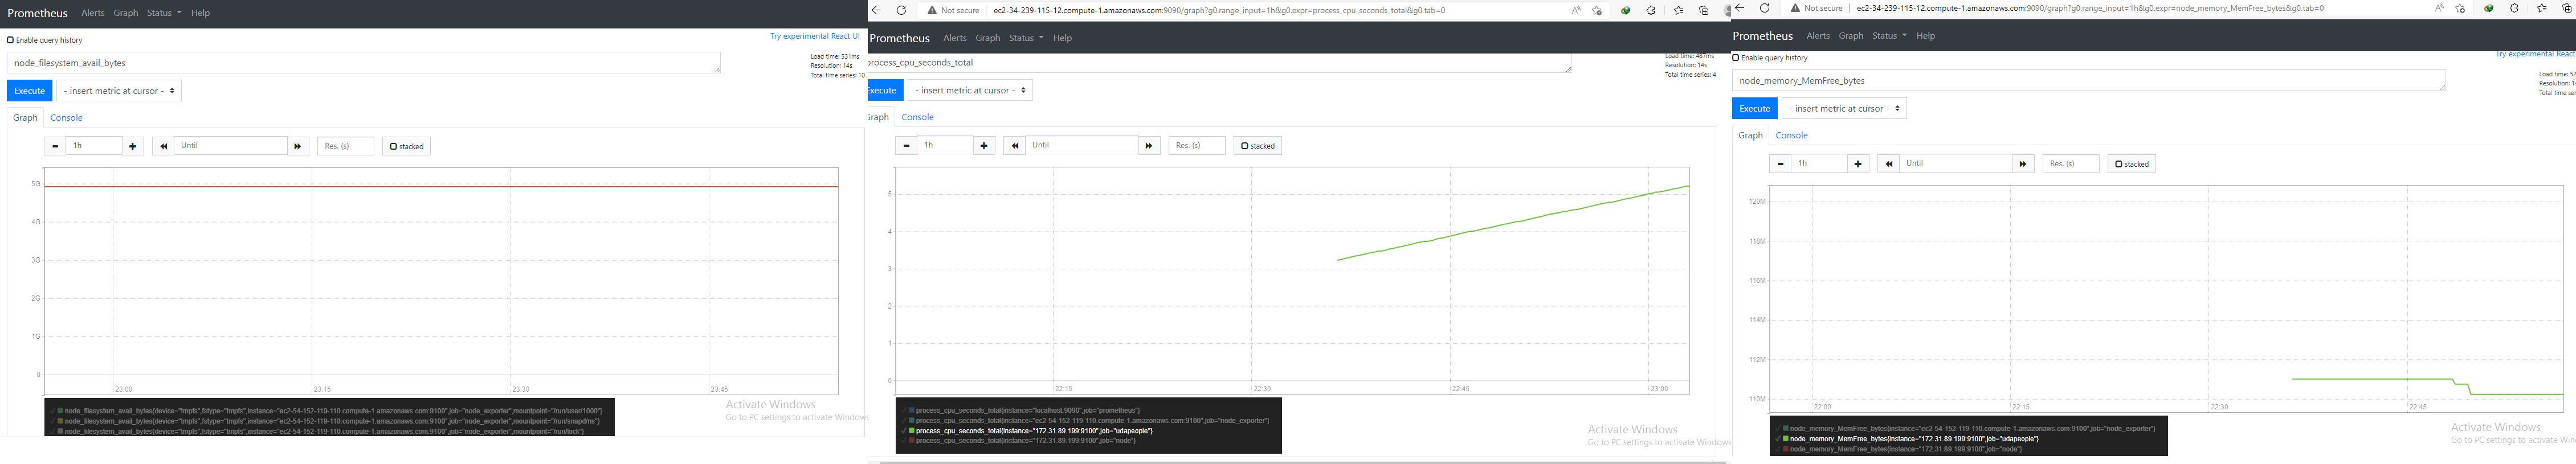 Prometheus Alerts Graph Status Help
Enable query history
Try experimental React UI
node_filesystem_avail_bytes
Load time: 531ms
Resolution: 14s
Total time series: 10
Execute
- insert metric at cursor -
Graph Console
1h Until Res. (s) stacked
5G
4G
3G
2G
1G
0
23:00 23:15 23:30 23:45
node_filesystem_avail_bytes{device="tmpfs",fstype="tmpfs",instance="ec2-54-152-119-110.compute-1.amazonaws.com:9100",job="node_exporter",mountpoint="/run/user/1000"}
node_filesystem_avail_bytes{device="tmpfs",fstype="tmpfs",instance="ec2-54-152-119-110.compute-1.amazonaws.com:9100",job="node_exporter",mountpoint="/run/snapd/ns"}
node_filesystem_avail_bytes{device="tmpfs",fstype="tmpfs",instance="ec2-54-152-119-110.compute-1.amazonaws.com:9100",job="node_exporter",mountpoint="/run/lock"}
Activate Windows
Go to PC settings to activate Windows
Not secure ec2-34-239-115-12.compute-1.amazonaws.com:9090/graph?g0.range_input=1h&g0.expr=process_cpu_seconds_total&g0.tab=0
Prometheus Alerts Graph Status Help
process_cpu_seconds_total
Load time: 487ms
Resolution: 14s
Total time series: 4
Execute
- insert metric at cursor -
Graph Console
1h Until Res. (s) stacked
5
4
3
2
1
0
22:15 22:30 22:45 23:00
process_cpu_seconds_total{instance="localhost:9090",job="prometheus"}
process_cpu_seconds_total{instance="ec2-54-152-119-110.compute-1.amazonaws.com:9100",job="node_exporter"}
process_cpu_seconds_total{instance="172.31.89.199:9100",job="udapeople"}
process_cpu_seconds_total{instance="172.31.89.199:9100",job="node"}
Activate Windows
Go to PC settings to activate Windows
Not secure ec2-34-239-115-12.compute-1.amazonaws.com:9090/graph?g0.range_input=1h&g0.expr=node_memory_MemFree_bytes&g0.tab=0
Prometheus Alerts Graph Status Help
Enable query history
Try experimental React
node_memory_MemFree_bytes
Load time:
Resolution:
Total time
Execute
- insert metric at cursor -
Graph Console
1h Until Res. (s) stacked
120M
118M
116M
114M
112M
110M
22:00 22:15 22:30 22:45
node_memory_MemFree_bytes{instance="ec2-54-152-119-110.compute-1.amazonaws.com:9100",job="node_exporter"}
node_memory_MemFree_bytes{instance="172.31.89.199:9100",job="udapeople"}
node_memory_MemFree_bytes{instance="172.31.89.199:9100",job="node"}
Activate Windows
Go to PC settings to activate